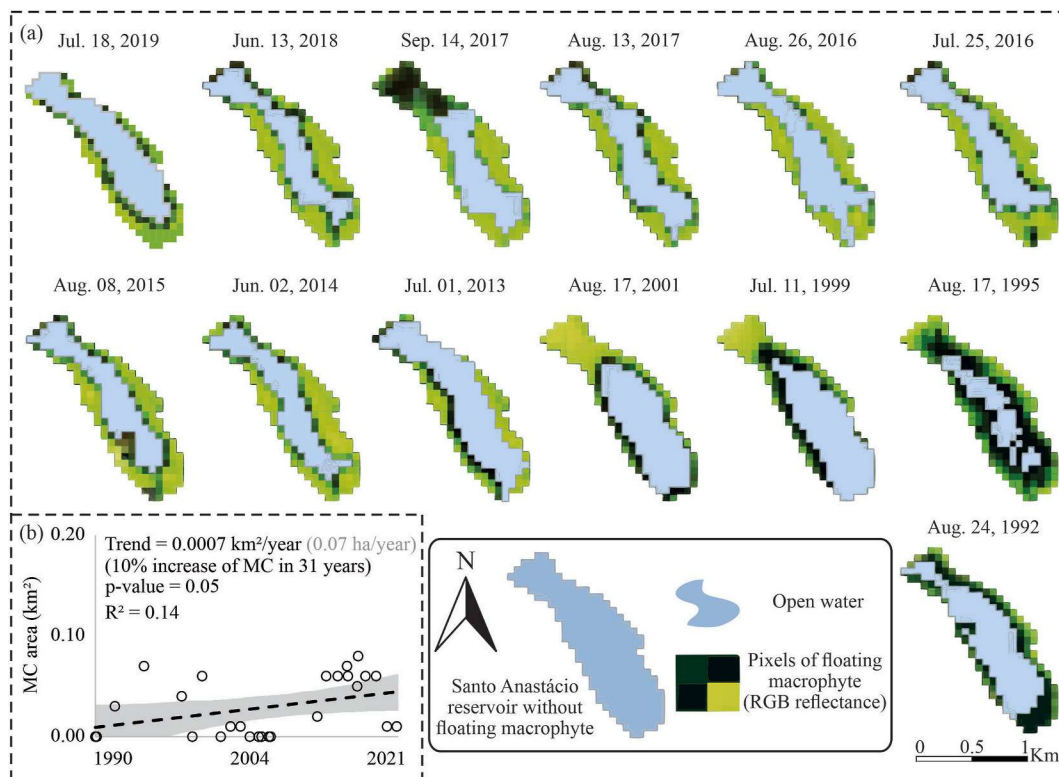 (a)
Jul. 18, 2019
Jun. 13, 2018
Sep. 14, 2017
Aug. 13, 2017
Aug. 26, 2016
Jul. 25, 2016
Aug. 08, 2015
Jun. 02, 2014
Jul. 01, 2013
Aug. 17, 2001
Jul. 11, 1999
Aug. 17, 1995
Aug. 24, 1992
(b)
0.20
0.10
0.00
MC area (km²)
Trend = 0.0007 km²/year (0.07 ha/year)
(10% increase of MC in 31 years)
p-value = 0.05
R² = 0.14
1990
2004
2021
N
Santo Anastácio
reservoir without
floating macrophyte
Open water
Pixels of floating
macrophyte
(RGB reflectance)
0
0.5
1
Km